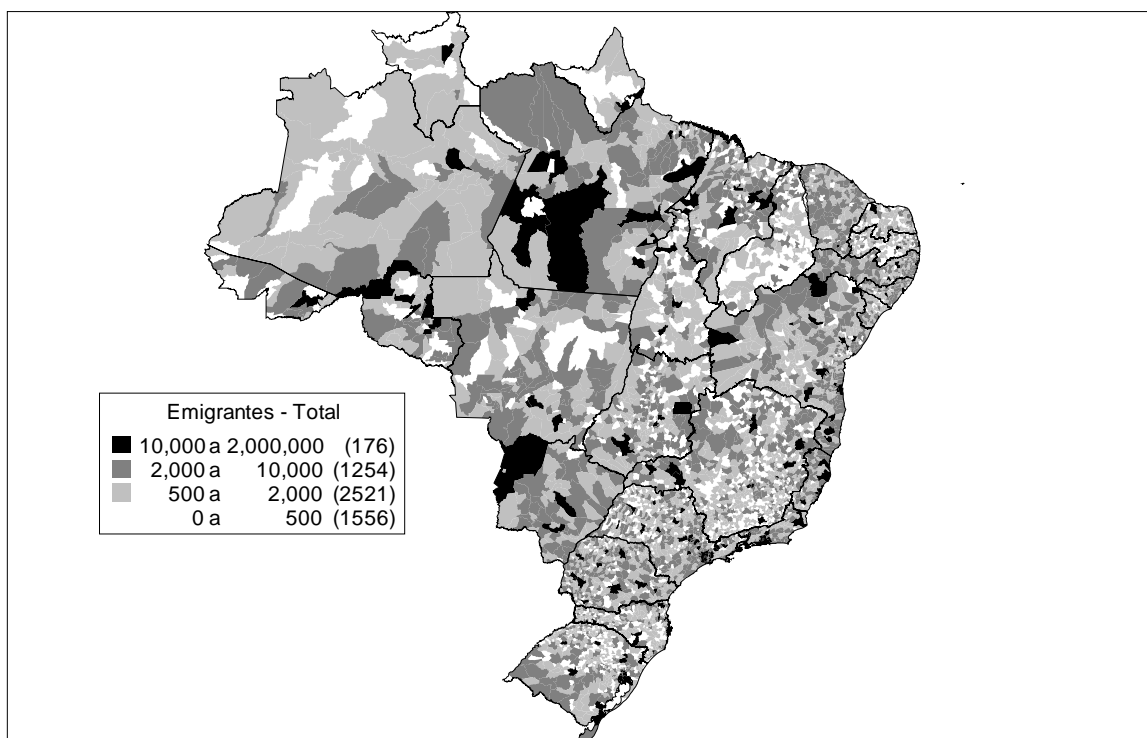 Emigrantes - Total
10,000 a 2,000,000 (176)
2,000 a 10,000 (1254)
500 a 2,000 (2521)
0 a 500 (1556)